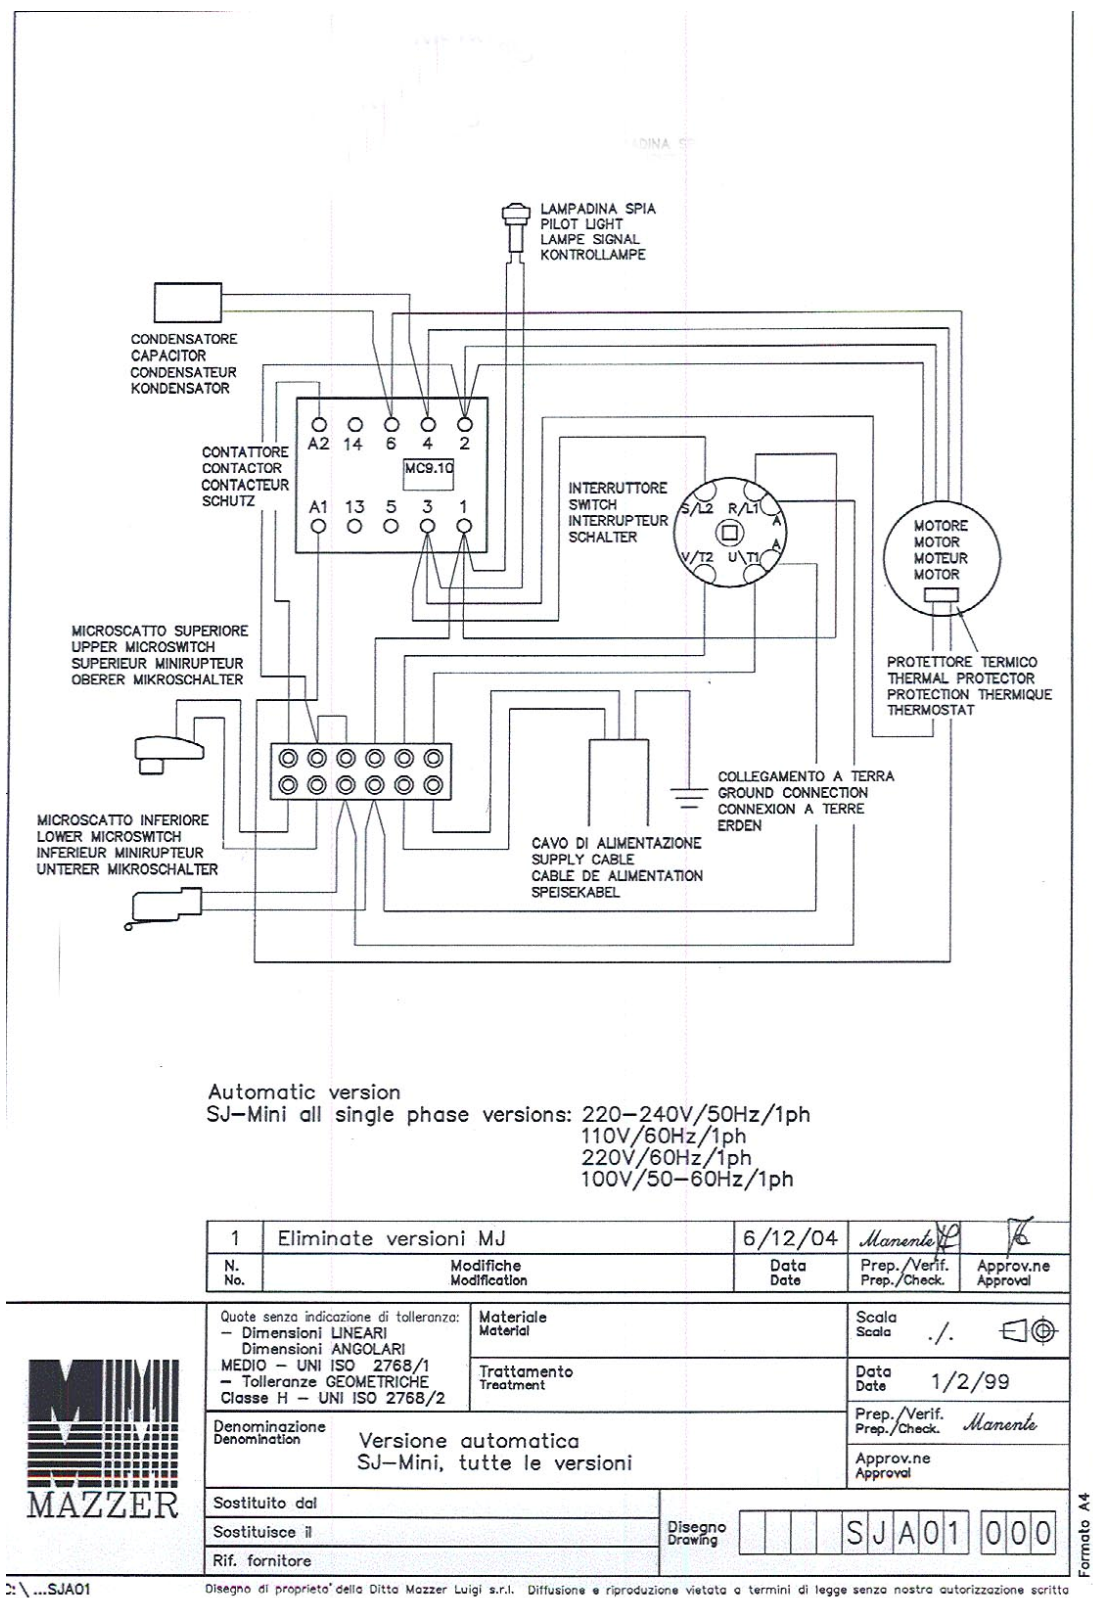 LAMPADINA SPIA
PILOT LIGHT
LAMPE SIGNAL
KONTROLLAMPE
CONDENSATORE
CAPACITOR
CONDENSATEUR
KONDENSATOR
A2 14 6 4 2
MC9.10
A1 13 5 3 1
CONTATTORE
CONTACTOR
CONTACTEUR
SCHUTZ
INTERRUTTORE
SWITCH
INTERRUPTEUR
SCHALTER
S/L2 R/L1
A
A
V/T2 U\T1
MOTORE
MOTOR
MOTEUR
MOTOR
MICROSCATTO SUPERIORE
UPPER MICROSWITCH
SUPERIEUR MINIRUPTEUR
OBERER MIKROSCHALTER
PROTETTORE TERMICO
THERMAL PROTECTOR
PROTECTION THERMIQUE
THERMOSTAT
COLLEGAMENTO A TERRA
GROUND CONNECTION
CONNEXION A TERRE
ERDEN
MICROSCATTO INFERIORE
LOWER MICROSWITCH
INFERIEUR MINIRUPTEUR
UNTERER MIKROSCHALTER
CAVO DI ALIMENTAZIONE
SUPPLY CABLE
CABLE DE ALIMENTATION
SPEISEKABEL
Automatic version
SJ-Mini all single phase versions: 220-240V/50Hz/1ph
110V/60Hz/1ph
220V/60Hz/1ph
100V/50-60Hz/1ph
1 Eliminate versioni MJ 6/12/04 Manente
N. Modifiche Data Prep./Verif. Approv.ne
No. Modification Date Prep./Check. Approval
Quote senza indicazione di tolleranza:
- Dimensioni LINEARI
Dimensioni ANGOLARI
MEDIO - UNI ISO 2768/1
- Tolleranze GEOMETRICHE
Classe H - UNI ISO 2768/2
Materiale
Material
Trattamento
Treatment
Scala
Scala ./.
Data
Date 1/2/99
Prep./Verif.
Prep./Check. Manente
Approv.ne
Approval
Denominazione
Denomination
Versione automatica
SJ-Mini, tutte le versioni
MAZZER
Sostituito dal
Sostituisce il
Rif. fornitore
Disegno
Drawing
SJA01 000
Formato A4
C:\ ...SJA01
Disegno di proprieta' della Ditta Mazzer Luigi s.r.l. Diffusione e riproduzione vietata a termini di legge senza nostra autorizzazione scritta